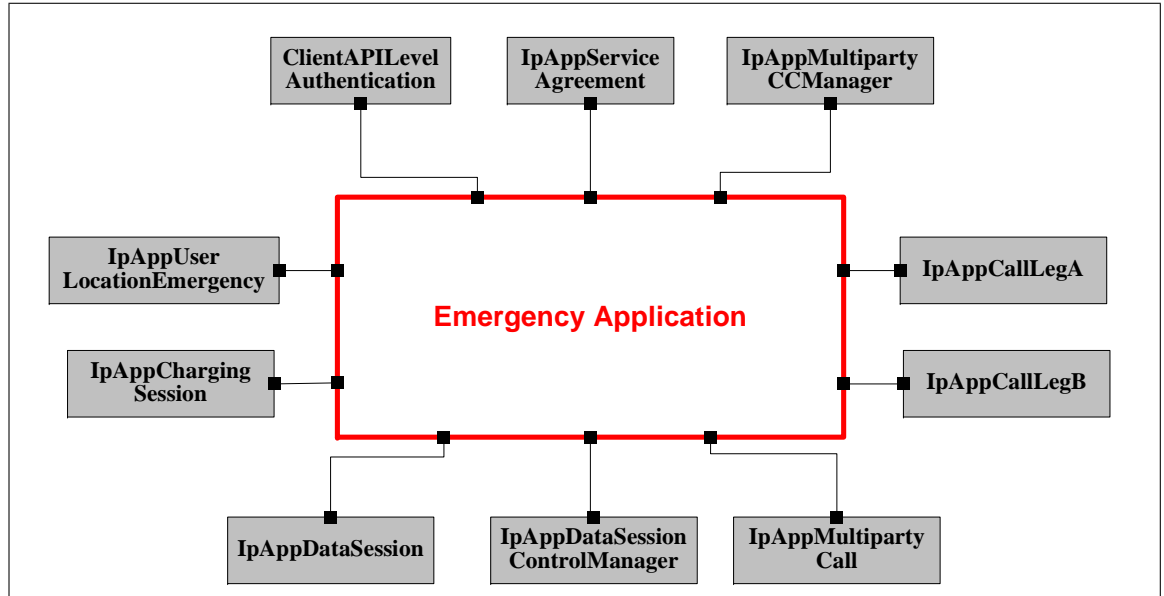 ClientAPILevel
Authentication
IpAppService
Agreement
IpAppMultiparty
CCManager
IpAppUser
LocationEmergency
IpAppCallLegA
Emergency Application
IpAppCharging
Session
IpAppCallLegB
IpAppDataSession
IpAppDataSession
ControlManager
IpAppMultiparty
Call